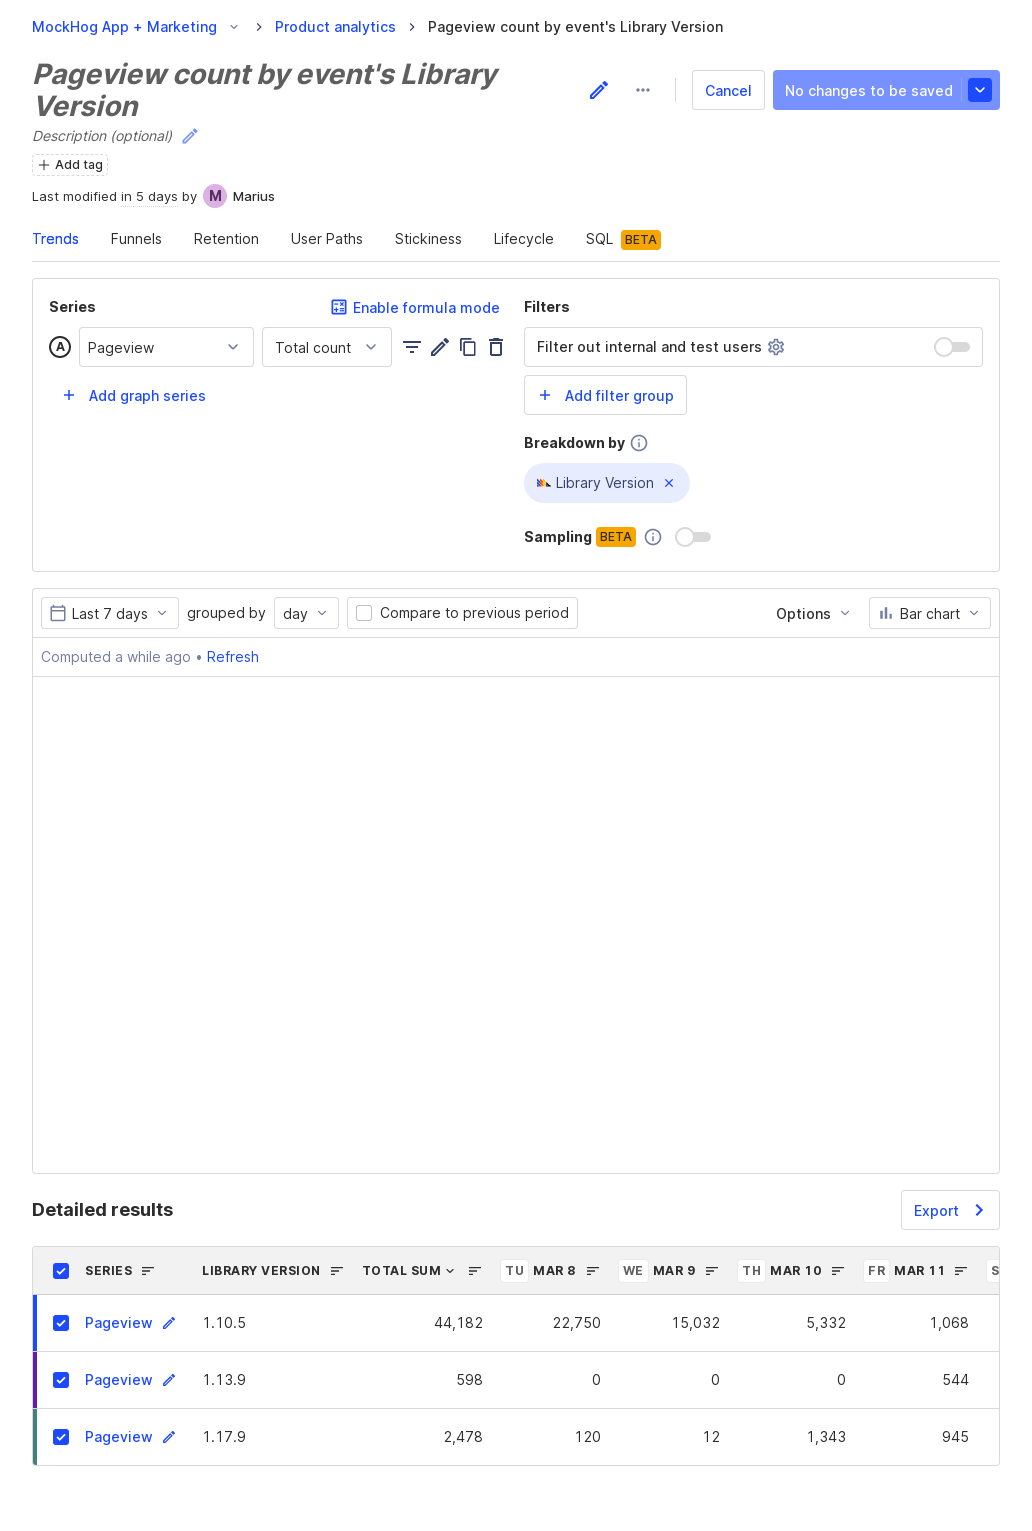 MockHog App + Marketing Product analytics Pageview count by event's Library Version
Pageview count by event's Library
Version
Cancel No changes to be saved
Description (optional)
Add tag
Last modified in 5 days by M Marius
Trends Funnels Retention User Paths Stickiness Lifecycle SQL BETA
Series Enable formula mode
A Pageview Total count
Add graph series
Filters
Filter out internal and test users
Add filter group
Breakdown by
Library Version
Sampling BETA
Last 7 days grouped by day Compare to previous period Options Bar chart
Computed a while ago • Refresh
Detailed results Export
SERIES LIBRARY VERSION TOTAL SUM TU MAR 8 WE MAR 9 TH MAR 10 FR MAR 11 S
Pageview 1.10.5 44,182 22,750 15,032 5,332 1,068
Pageview 1.13.9 598 0 0 0 544
Pageview 1.17.9 2,478 120 12 1,343 945